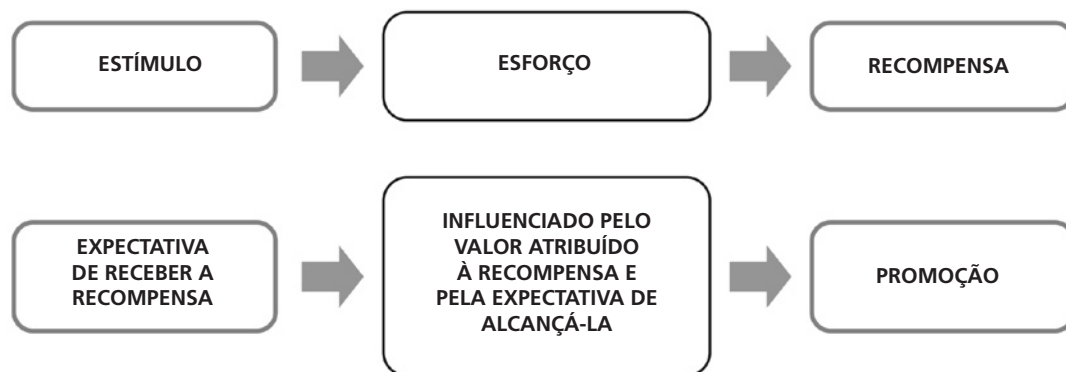 ESTÍMULO
ESFORÇO
RECOMPENSA
EXPECTATIVA
DE RECEBER A
RECOMPENSA
INFLUENCIADO PELO
VALOR ATRIBUÍDO
À RECOMPENSA E
PELA EXPECTATIVA DE
ALCANÇÁ-LA
PROMOÇÃO